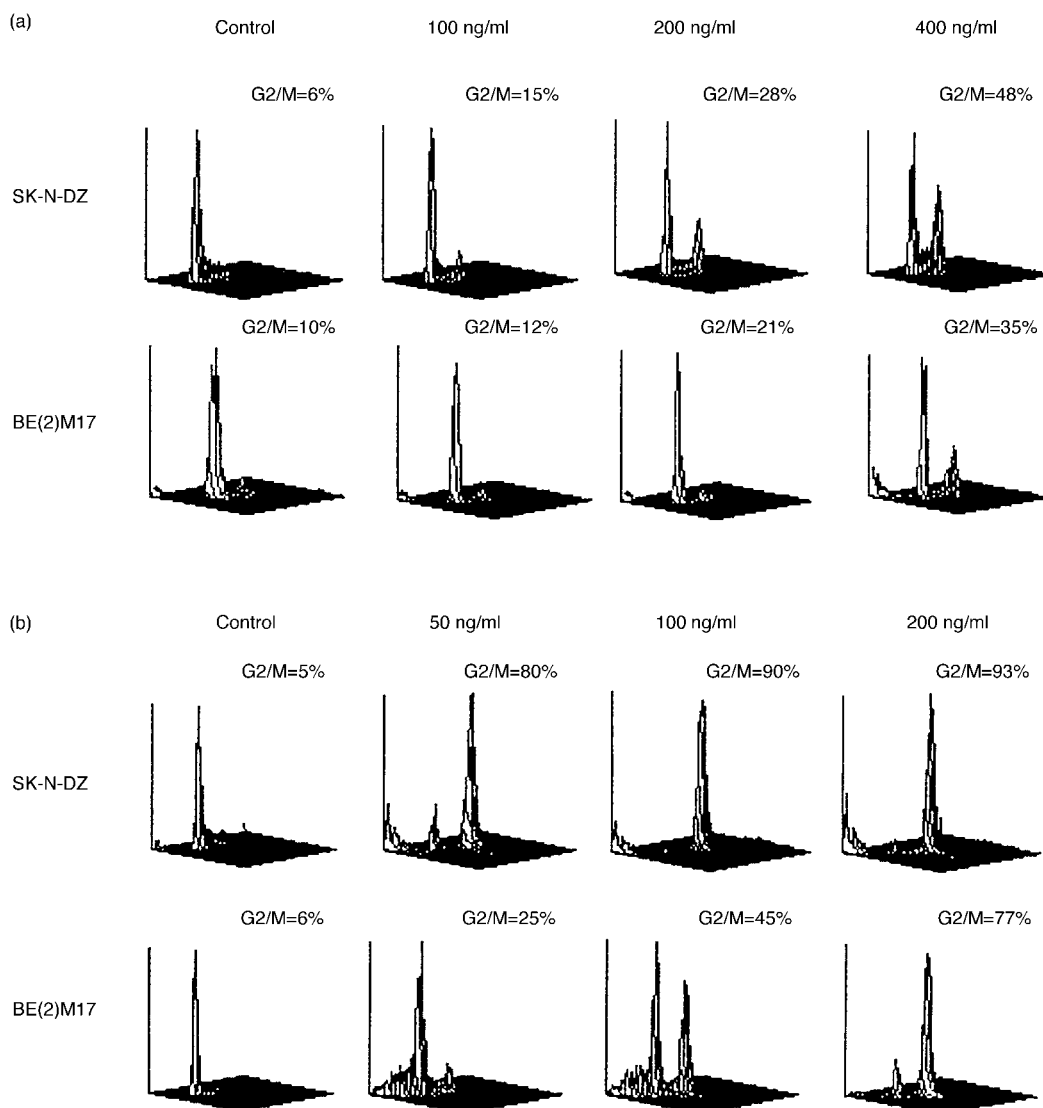 (a)
Control 100 ng/ml 200 ng/ml 400 ng/ml
G2/M=6% G2/M=15% G2/M=28% G2/M=48%
SK-N-DZ
G2/M=10% G2/M=12% G2/M=21% G2/M=35%
BE(2)M17
(b)
Control 50 ng/ml 100 ng/ml 200 ng/ml
G2/M=5% G2/M=80% G2/M=90% G2/M=93%
SK-N-DZ
G2/M=6% G2/M=25% G2/M=45% G2/M=77%
BE(2)M17